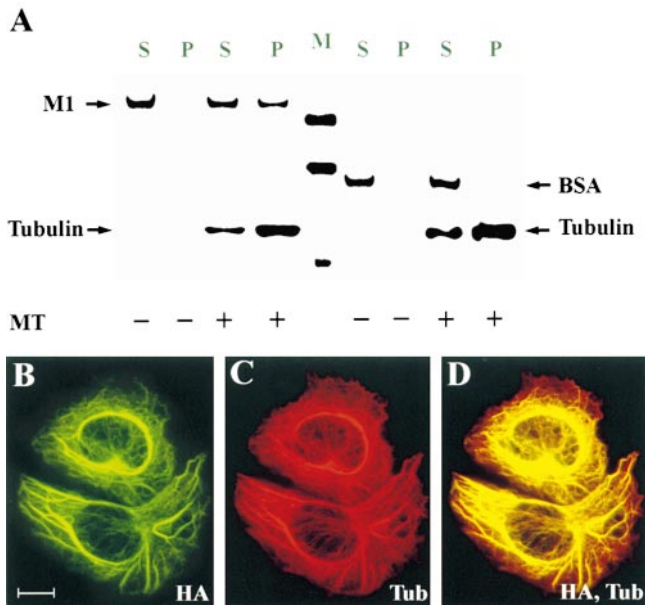 A
S P S P M S P S P
M1
BSA
Tubulin Tubulin
MT − − + + − − + +
B C D
HA Tub HA, Tub